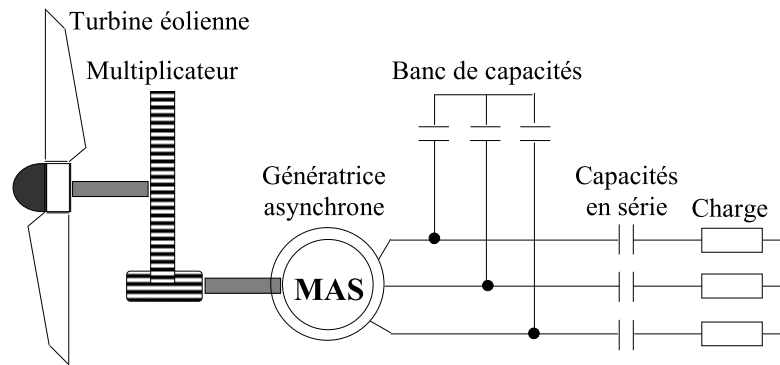 Turbine éolienne
Multiplicateur
Banc de capacités
Génératrice
asynchrone
Capacités
en série
Charge
MAS